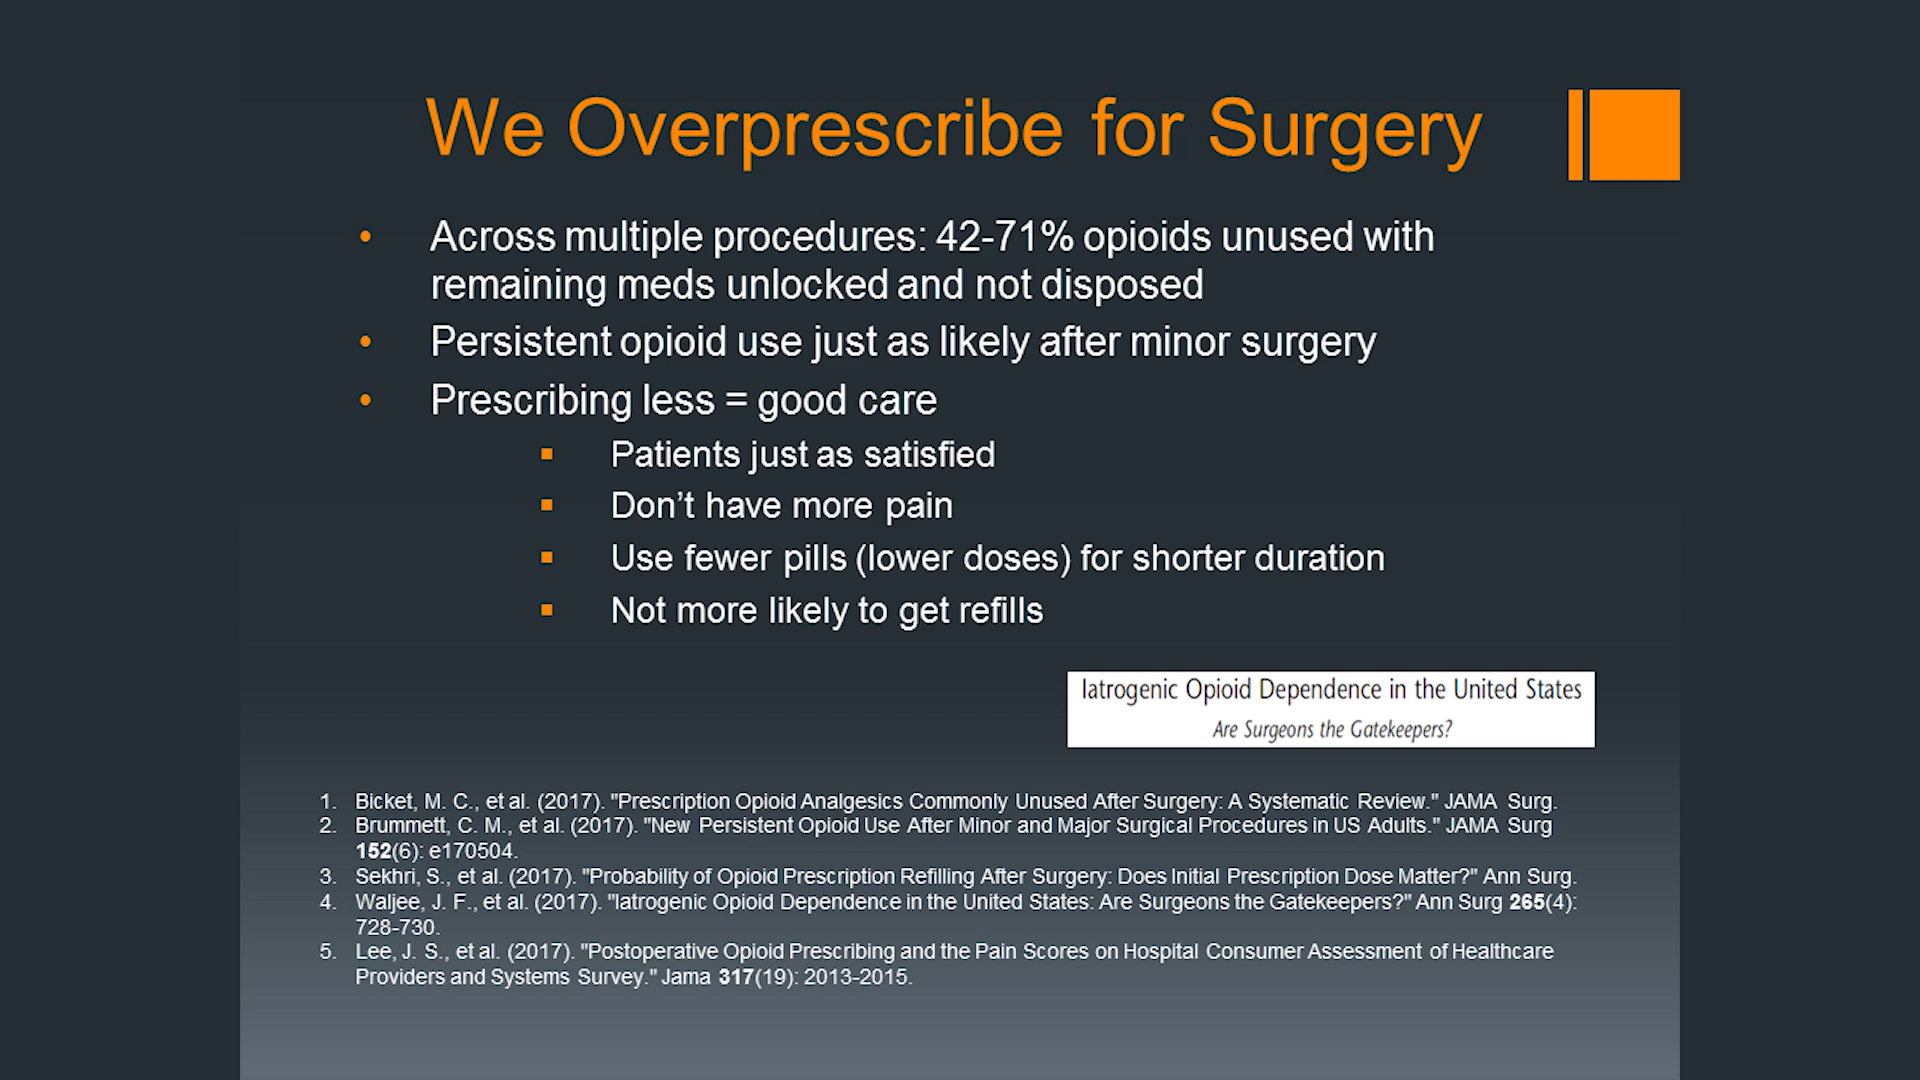 We Overprescribe for Surgery
• Across multiple procedures: 42-71% opioids unused with
remaining meds unlocked and not disposed
• Persistent opioid use just as likely after minor surgery
• Prescribing less = good care
▪ Patients just as satisfied
▪ Don’t have more pain
▪ Use fewer pills (lower doses) for shorter duration
▪ Not more likely to get refills
Iatrogenic Opioid Dependence in the United States
Are Surgeons the Gatekeepers?
1. Bicket, M. C., et al. (2017). "Prescription Opioid Analgesics Commonly Unused After Surgery: A Systematic Review." JAMA Surg.
2. Brummett, C. M., et al. (2017). "New Persistent Opioid Use After Minor and Major Surgical Procedures in US Adults." JAMA Surg
152(6): e170504.
3. Sekhri, S., et al. (2017). "Probability of Opioid Prescription Refilling After Surgery: Does Initial Prescription Dose Matter?" Ann Surg.
4. Waljee, J. F., et al. (2017). "Iatrogenic Opioid Dependence in the United States: Are Surgeons the Gatekeepers?" Ann Surg 265(4):
728-730.
5. Lee, J. S., et al. (2017). "Postoperative Opioid Prescribing and the Pain Scores on Hospital Consumer Assessment of Healthcare
Providers and Systems Survey." Jama 317(19): 2013-2015.